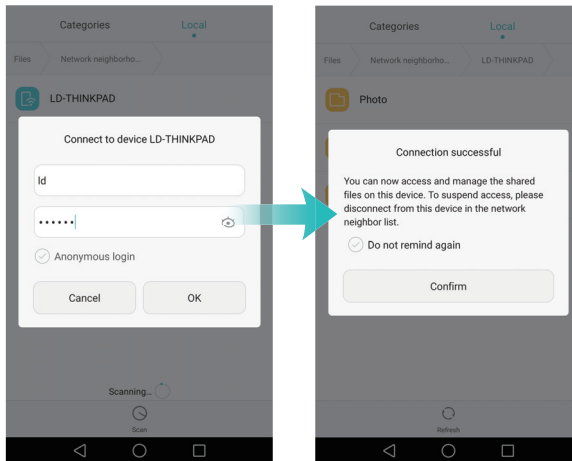 Categories
Local
Files
Network neighborho...
LD-THINKPAD
Connect to device LD-THINKPAD
ld
••••••
Anonymous login
Cancel
OK
Scanning...
Scan
Categories
Local
Files
Network neighborho...
LD-THINKPAD
Photo
Connection successful
You can now access and manage the shared
files on this device. To suspend access, please
disconnect from this device in the network
neighbor list.
Do not remind again
Confirm
Refresh